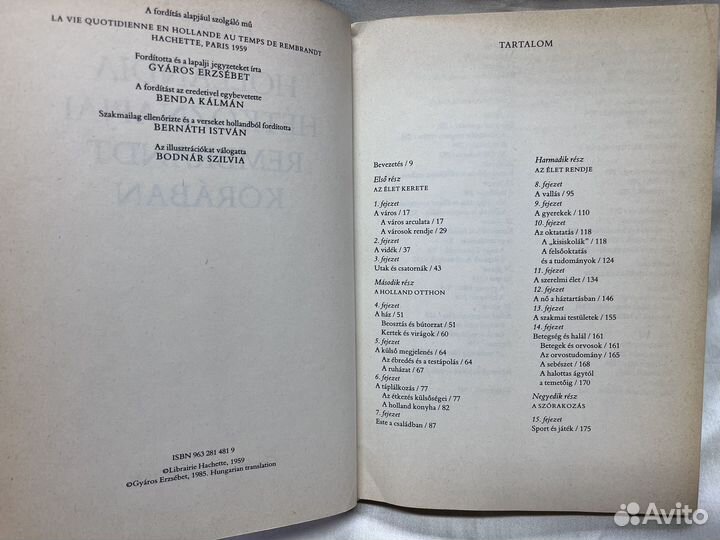 A fordítás alapjául szolgáló mű
LA VIE QUOTIDIENNE EN HOLLANDE AU TEMPS DE REMBRANDT
HACHETTE, PARIS 1959
Fordította és a lapalji jegyzeteket írta
GYÁROS ERZSÉBET
A fordítást az eredetivel egybevetette
BENDA KÁLMÁN
Szakmailag ellenőrizte és a verseket hollandból fordította
BERNÁTH ISTVÁN
Az illusztrációkat válogatta
BODNÁR SZILVIA
ISBN 963 281 481 9
©Librairie Hachette, 1959
©Gyáros Erzsébet, 1985. Hungarian translation
TARTALOM
Bevezetés / 9
Első rész
AZ ÉLET KERETE
1. fejezet
A város / 17
A város arculata / 17
A városok rendje / 29
2. fejezet
A vidék / 37
3. fejezet
Utak és csatornák / 43
Második rész
A HOLLAND OTTHON
4. fejezet
A ház / 51
Beosztás és bútorzat / 51
Kertek és virágok / 60
5. fejezet
A külső megjelenés / 64
Az ébredés és a testápolás / 64
A ruházat / 67
6. fejezet
A táplálkozás / 77
Az étkezés külsőségei / 77
A holland konyha / 82
7. fejezet
Este a családban / 87
Harmadik rész
AZ ÉLET RENDJE
8. fejezet
A vallás / 95
9. fejezet
A gyerekek / 110
10. fejezet
Az oktatás / 118
A „kisiskolák” / 118
A felsőoktatás
és a tudományok / 124
11. fejezet
A szerelmi élet / 134
12. fejezet
A nő a háztartásban / 146
13. fejezet
A szakmai testületek / 155
14. fejezet
Betegség és halál / 161
Betegek és orvosok / 161
Az orvostudomány / 165
A sebészet / 168
A halottas ágytól
a temetőig / 170
Negyedik rész
A SZÓRAKOZÁS
15. fejezet
Sport és játék / 175
Avito